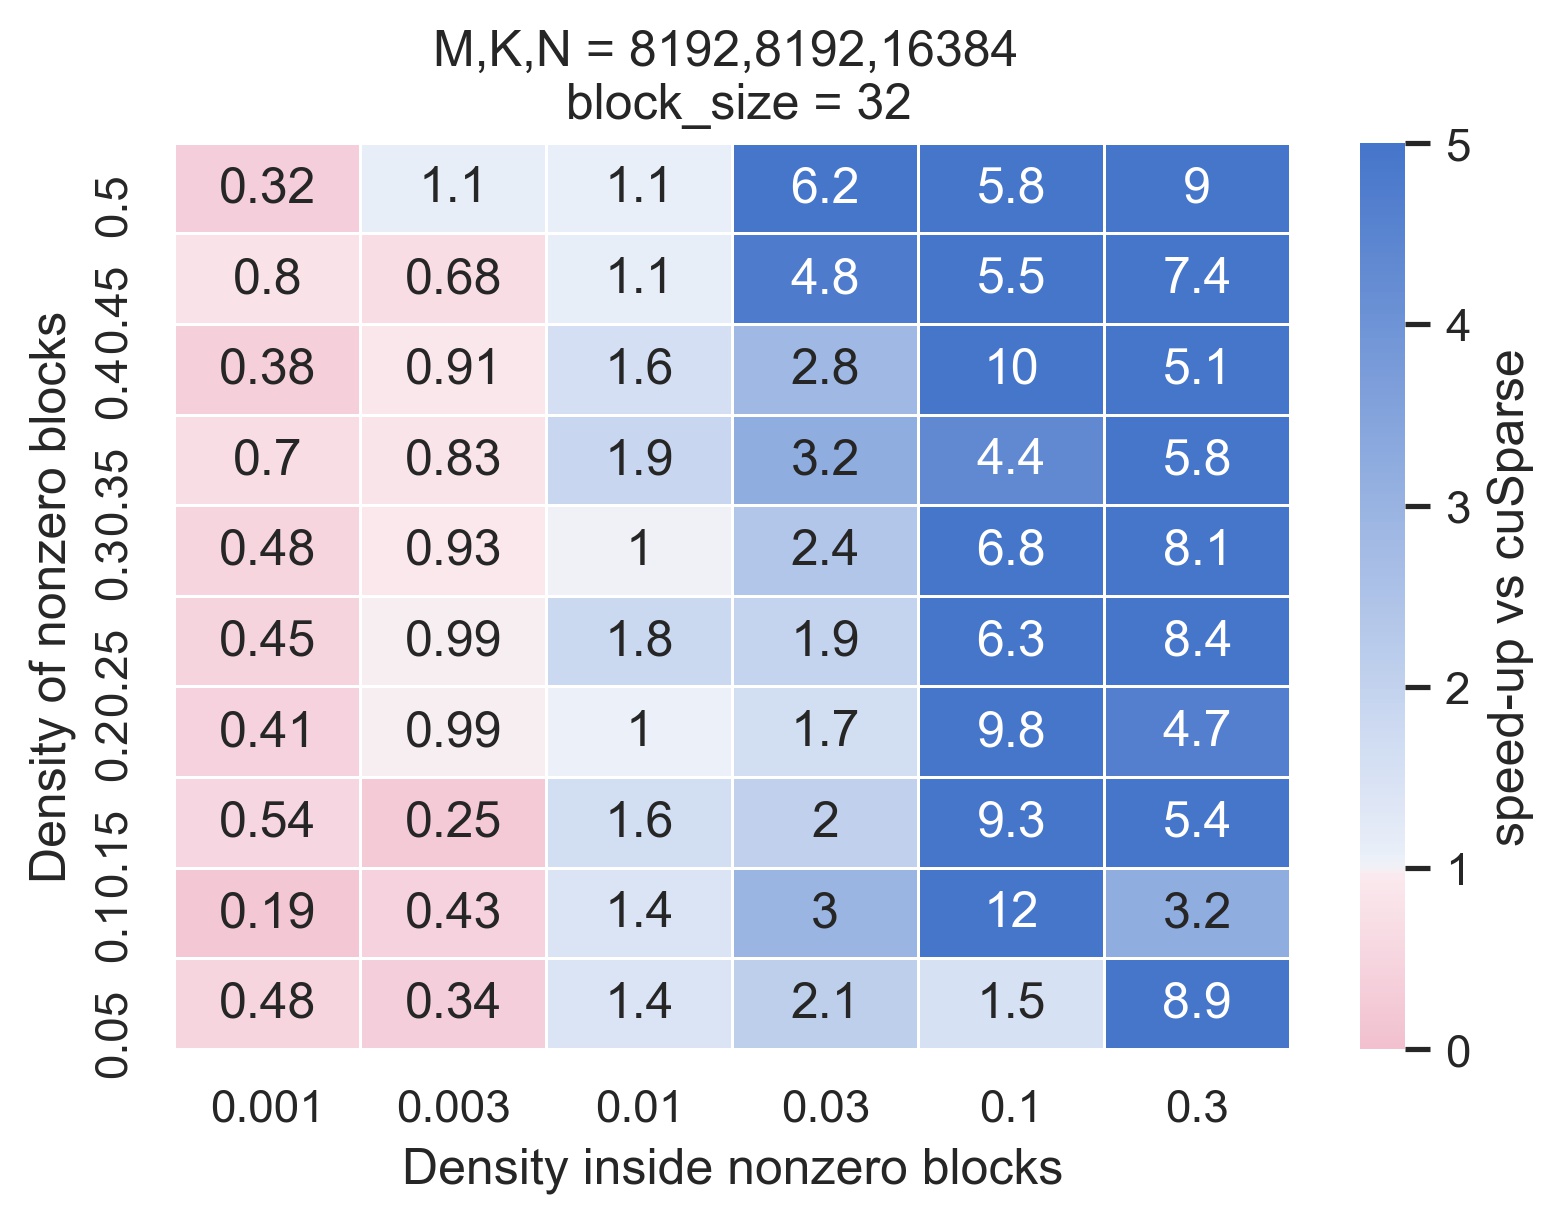 M,K,N = 8192,8192,16384
block_size = 32
Density of nonzero blocks
0.5 0.32 1.1 1.1 6.2 5.8 9
0.45 0.8 0.68 1.1 4.8 5.5 7.4
0.4 0.38 0.91 1.6 2.8 10 5.1
0.35 0.7 0.83 1.9 3.2 4.4 5.8
0.3 0.48 0.93 1 2.4 6.8 8.1
0.25 0.45 0.99 1.8 1.9 6.3 8.4
0.2 0.41 0.99 1 1.7 9.8 4.7
0.15 0.54 0.25 1.6 2 9.3 5.4
0.1 0.19 0.43 1.4 3 12 3.2
0.05 0.48 0.34 1.4 2.1 1.5 8.9
0.001 0.003 0.01 0.03 0.1 0.3
Density inside nonzero blocks
5
4
3
2
1
0
speed-up vs cuSparse